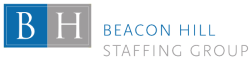 BH
BEACON HILL
STAFFING GROUP